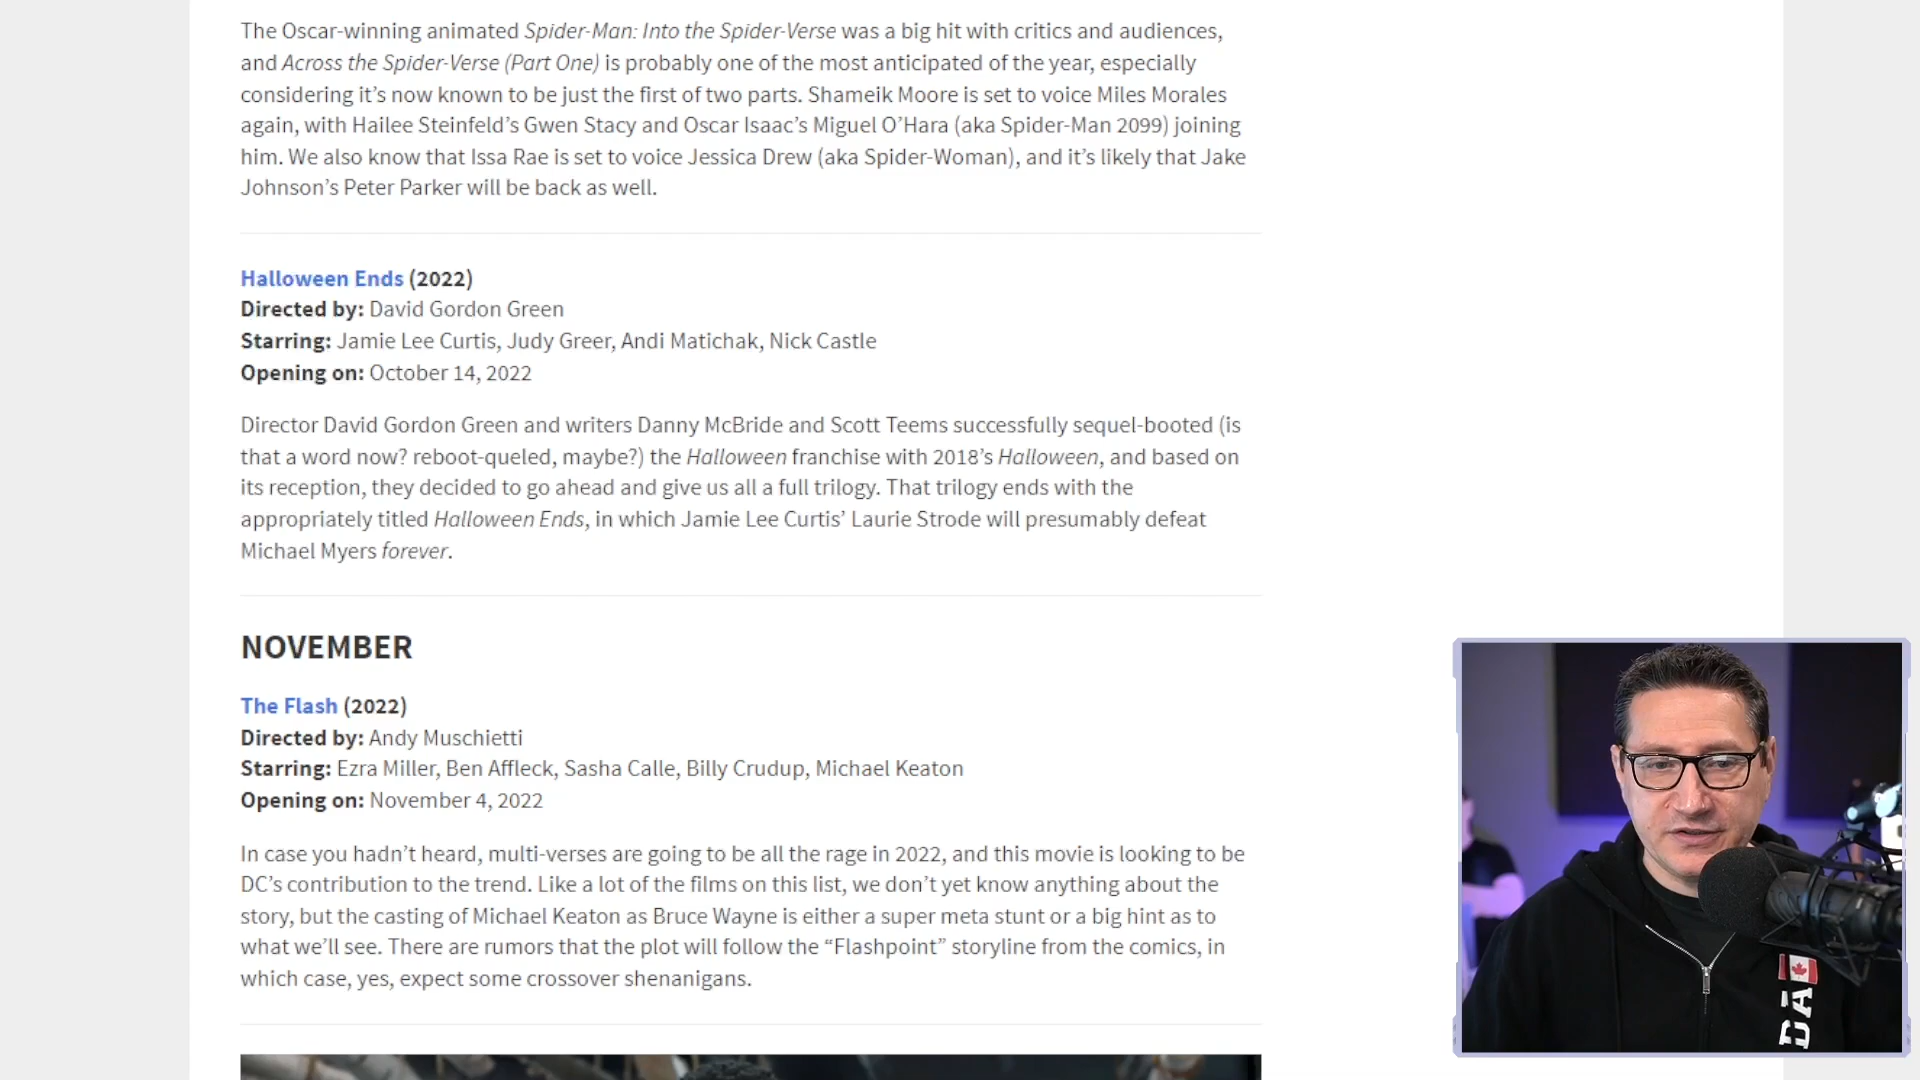 The Oscar-winning animated Spider-Man: Into the Spider-Verse was a big hit with critics and audiences,
and Across the Spider-Verse (Part One) is probably one of the most anticipated of the year, especially
considering it’s now known to be just the first of two parts. Shameik Moore is set to voice Miles Morales
again, with Hailee Steinfeld’s Gwen Stacy and Oscar Isaac’s Miguel O’Hara (aka Spider-Man 2099) joining
him. We also know that Issa Rae is set to voice Jessica Drew (aka Spider-Woman), and it’s likely that Jake
Johnson’s Peter Parker will be back as well.
Halloween Ends (2022)
Directed by: David Gordon Green
Starring: Jamie Lee Curtis, Judy Greer, Andi Matichak, Nick Castle
Opening on: October 14, 2022
Director David Gordon Green and writers Danny McBride and Scott Teems successfully sequel-booted (is
that a word now? reboot-queled, maybe?) the Halloween franchise with 2018’s Halloween, and based on
its reception, they decided to go ahead and give us all a full trilogy. That trilogy ends with the
appropriately titled Halloween Ends, in which Jamie Lee Curtis’ Laurie Strode will presumably defeat
Michael Myers forever.
NOVEMBER
The Flash (2022)
Directed by: Andy Muschietti
Starring: Ezra Miller, Ben Affleck, Sasha Calle, Billy Crudup, Michael Keaton
Opening on: November 4, 2022
In case you hadn’t heard, multi-verses are going to be all the rage in 2022, and this movie is looking to be
DC’s contribution to the trend. Like a lot of the films on this list, we don’t yet know anything about the
story, but the casting of Michael Keaton as Bruce Wayne is either a super meta stunt or a big hint as to
what we’ll see. There are rumors that the plot will follow the “Flashpoint” storyline from the comics, in
which case, yes, expect some crossover shenanigans.